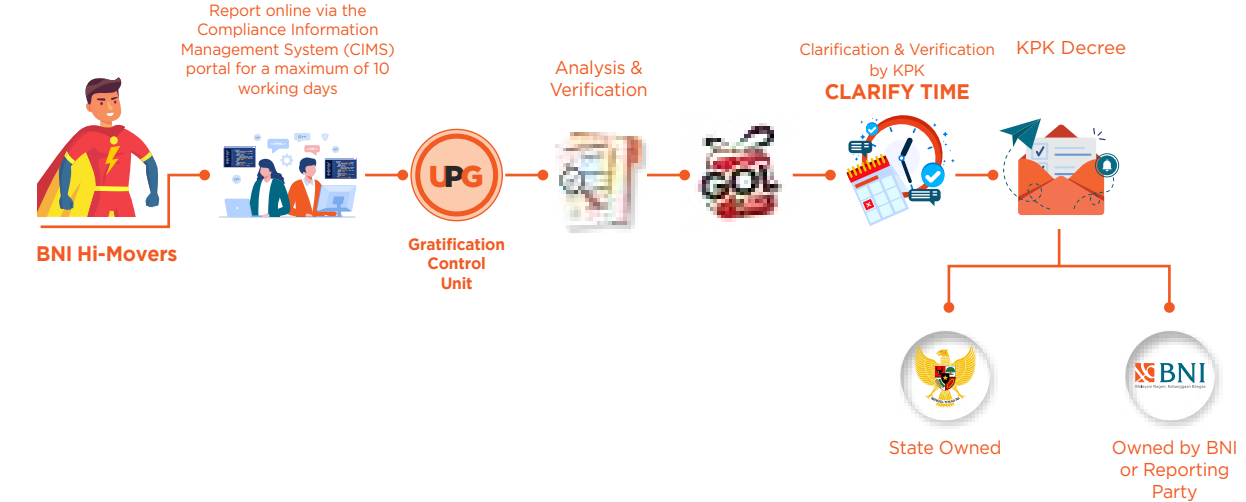 Report online via the
Compliance Information
Management System (CIMS)
portal for a maximum of 10
working days
Analysis &
Verification
Clarification & Verification
by KPK
CLARIFY TIME
KPK Decree
UPG
GOL
BNI Hi-Movers
Gratification
Control
Unit
BNI
State Owned
Owned by BNI
or Reporting
Party